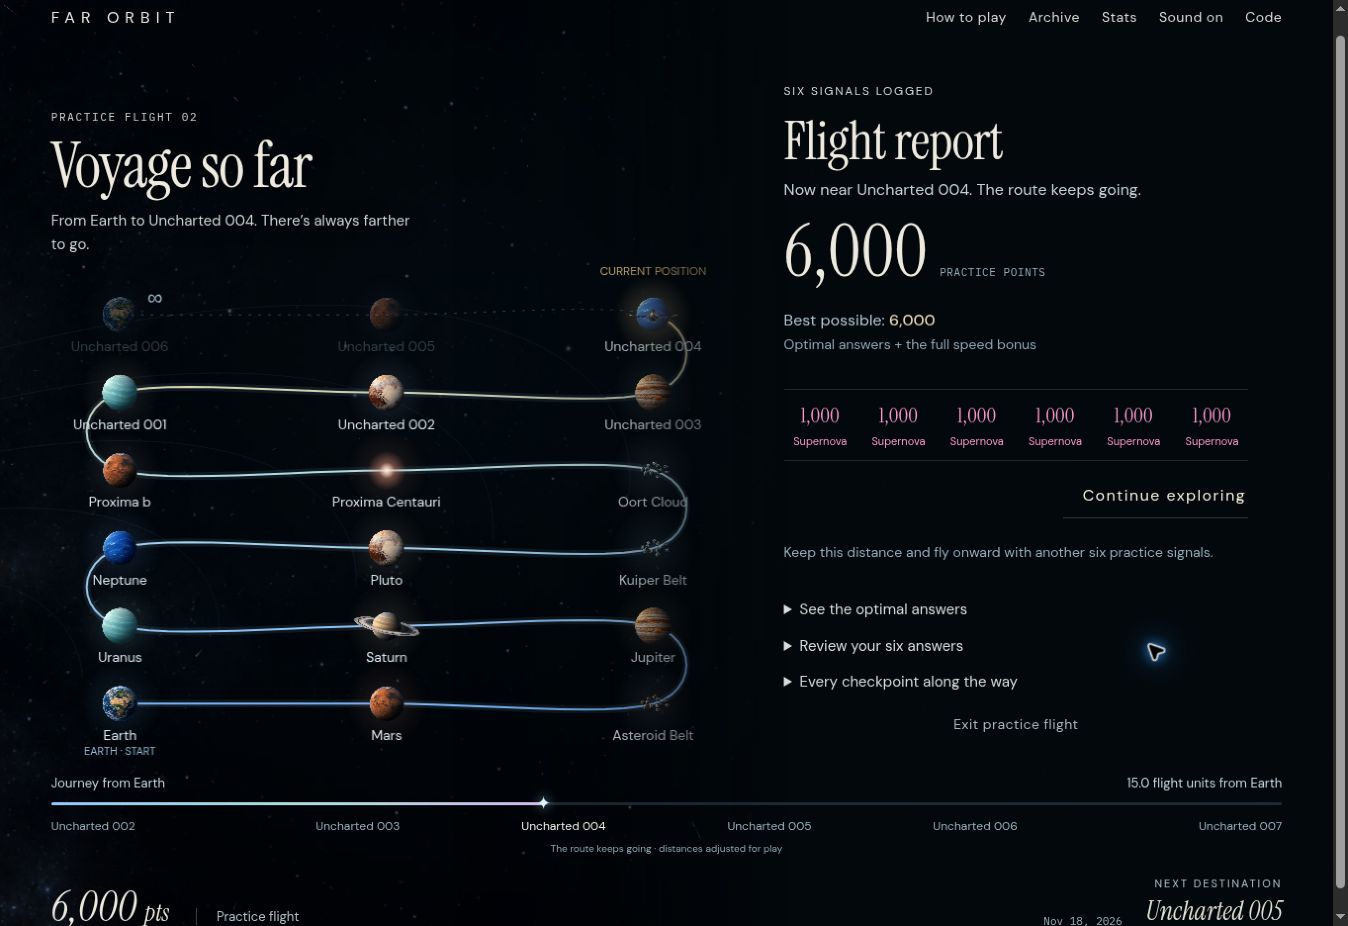 FAR ORBIT
How to play
Archive
Stats
Sound on
Code
PRACTICE FLIGHT 02
Voyage so far
From Earth to Uncharted 004. There’s always farther
to go.
CURRENT POSITION
∞
Uncharted 006
Uncharted 005
Uncharted 004
Uncharted 001
Uncharted 002
Uncharted 003
Proxima b
Proxima Centauri
Oort Cloud
Neptune
Pluto
Kuiper Belt
Uranus
Saturn
Jupiter
Earth
Mars
Asteroid Belt
EARTH · START
SIX SIGNALS LOGGED
Flight report
Now near Uncharted 004. The route keeps going.
6,000 PRACTICE POINTS
Best possible: 6,000
Optimal answers + the full speed bonus
1,000 1,000 1,000 1,000 1,000 1,000
Supernova Supernova Supernova Supernova Supernova Supernova
Continue exploring
Keep this distance and fly onward with another six practice signals.
▶ See the optimal answers
▶ Review your six answers
▶ Every checkpoint along the way
Exit practice flight
Journey from Earth
15.0 flight units from Earth
Uncharted 002
Uncharted 003
Uncharted 004
Uncharted 005
Uncharted 006
Uncharted 007
The route keeps going · distances adjusted for play
6,000 pts
Practice flight
NEXT DESTINATION
Nov 18, 2026
Uncharted 005